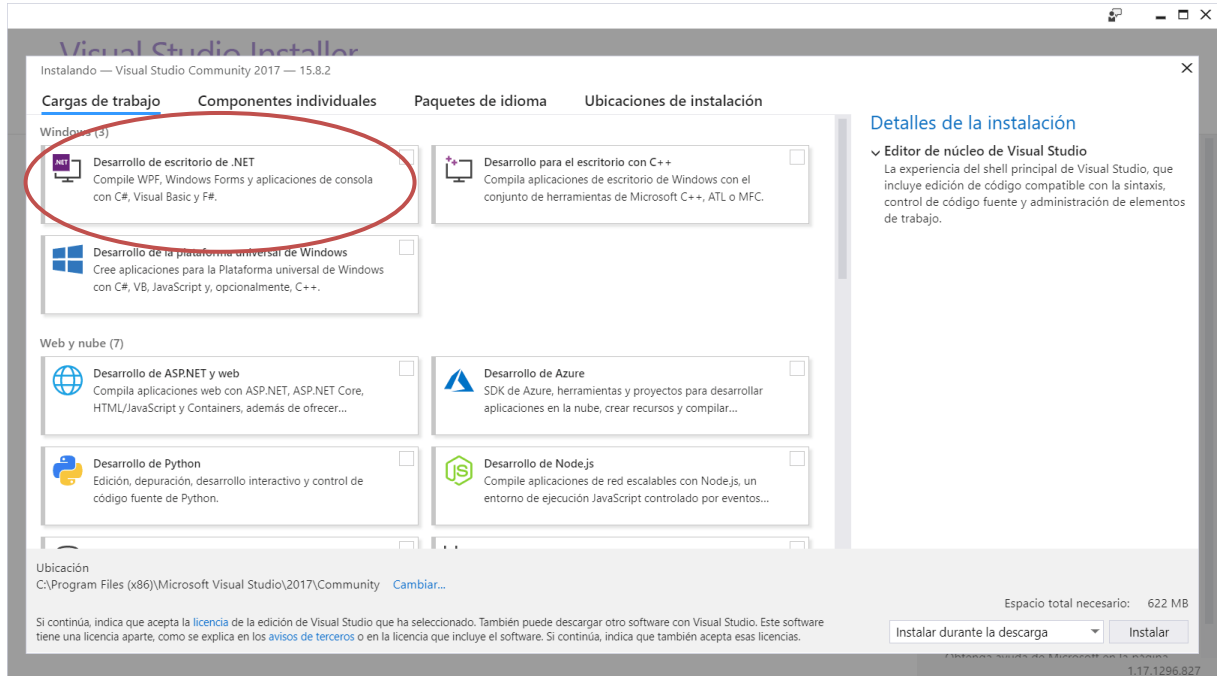 Visual Studio Installer
Instalando — Visual Studio Community 2017 — 15.8.2
Cargas de trabajo
Componentes individuales
Paquetes de idioma
Ubicaciones de instalación
Windows (3)
.NET
Desarrollo de escritorio de .NET
Compile WPF, Windows Forms y aplicaciones de consola
con C#, Visual Basic y F#.
Desarrollo para el escritorio con C++
Compila aplicaciones de escritorio de Windows con el
conjunto de herramientas de Microsoft C++, ATL o MFC.
Desarrollo de la plataforma universal de Windows
Cree aplicaciones para la Plataforma universal de Windows
con C#, VB, JavaScript y, opcionalmente, C++.
Web y nube (7)
Desarrollo de ASP.NET y web
Compila aplicaciones web con ASP.NET, ASP.NET Core,
HTML/JavaScript y Containers, además de ofrecer...
Desarrollo de Azure
SDK de Azure, herramientas y proyectos para desarrollar
aplicaciones en la nube, crear recursos y compilar...
Desarrollo de Python
Edición, depuración, desarrollo interactivo y control de
código fuente de Python.
JS
Desarrollo de Node.js
Compile aplicaciones de red escalables con Node.js, un
entorno de ejecución JavaScript controlado por eventos...
Detalles de la instalación
Editor de núcleo de Visual Studio
La experiencia del shell principal de Visual Studio, que
incluye edición de código compatible con la sintaxis,
control de código fuente y administración de elementos
de trabajo.
Ubicación
C:\Program Files (x86)\Microsoft Visual Studio\2017\Community Cambiar...
Espacio total necesario: 622 MB
Si continúa, indica que acepta la licencia de la edición de Visual Studio que ha seleccionado. También puede descargar otro software con Visual Studio. Este software
tiene una licencia aparte, como se explica en los avisos de terceros o en la licencia que incluye el software. Si continúa, indica que también acepta esas licencias.
Instalar durante la descarga
Instalar
Obtenga ayuda de Microsoft en la página
1.17.1296.827